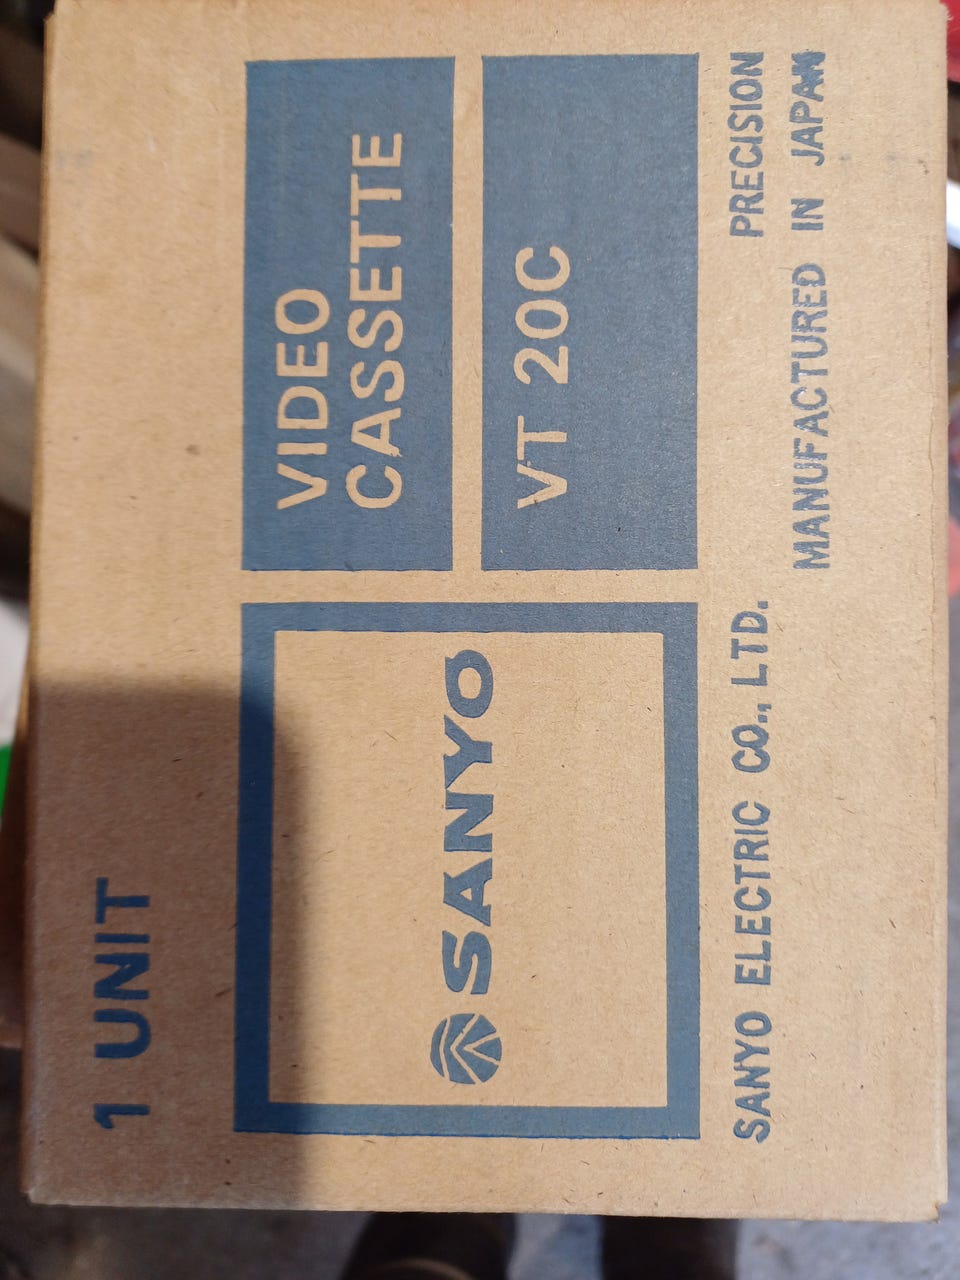 1 UNIT
SANYO
VIDEO
CASSETTE
VT 20C
SANYO ELECTRIC CO., LTD. PRECISION
MANUFACTURED IN JAPAN